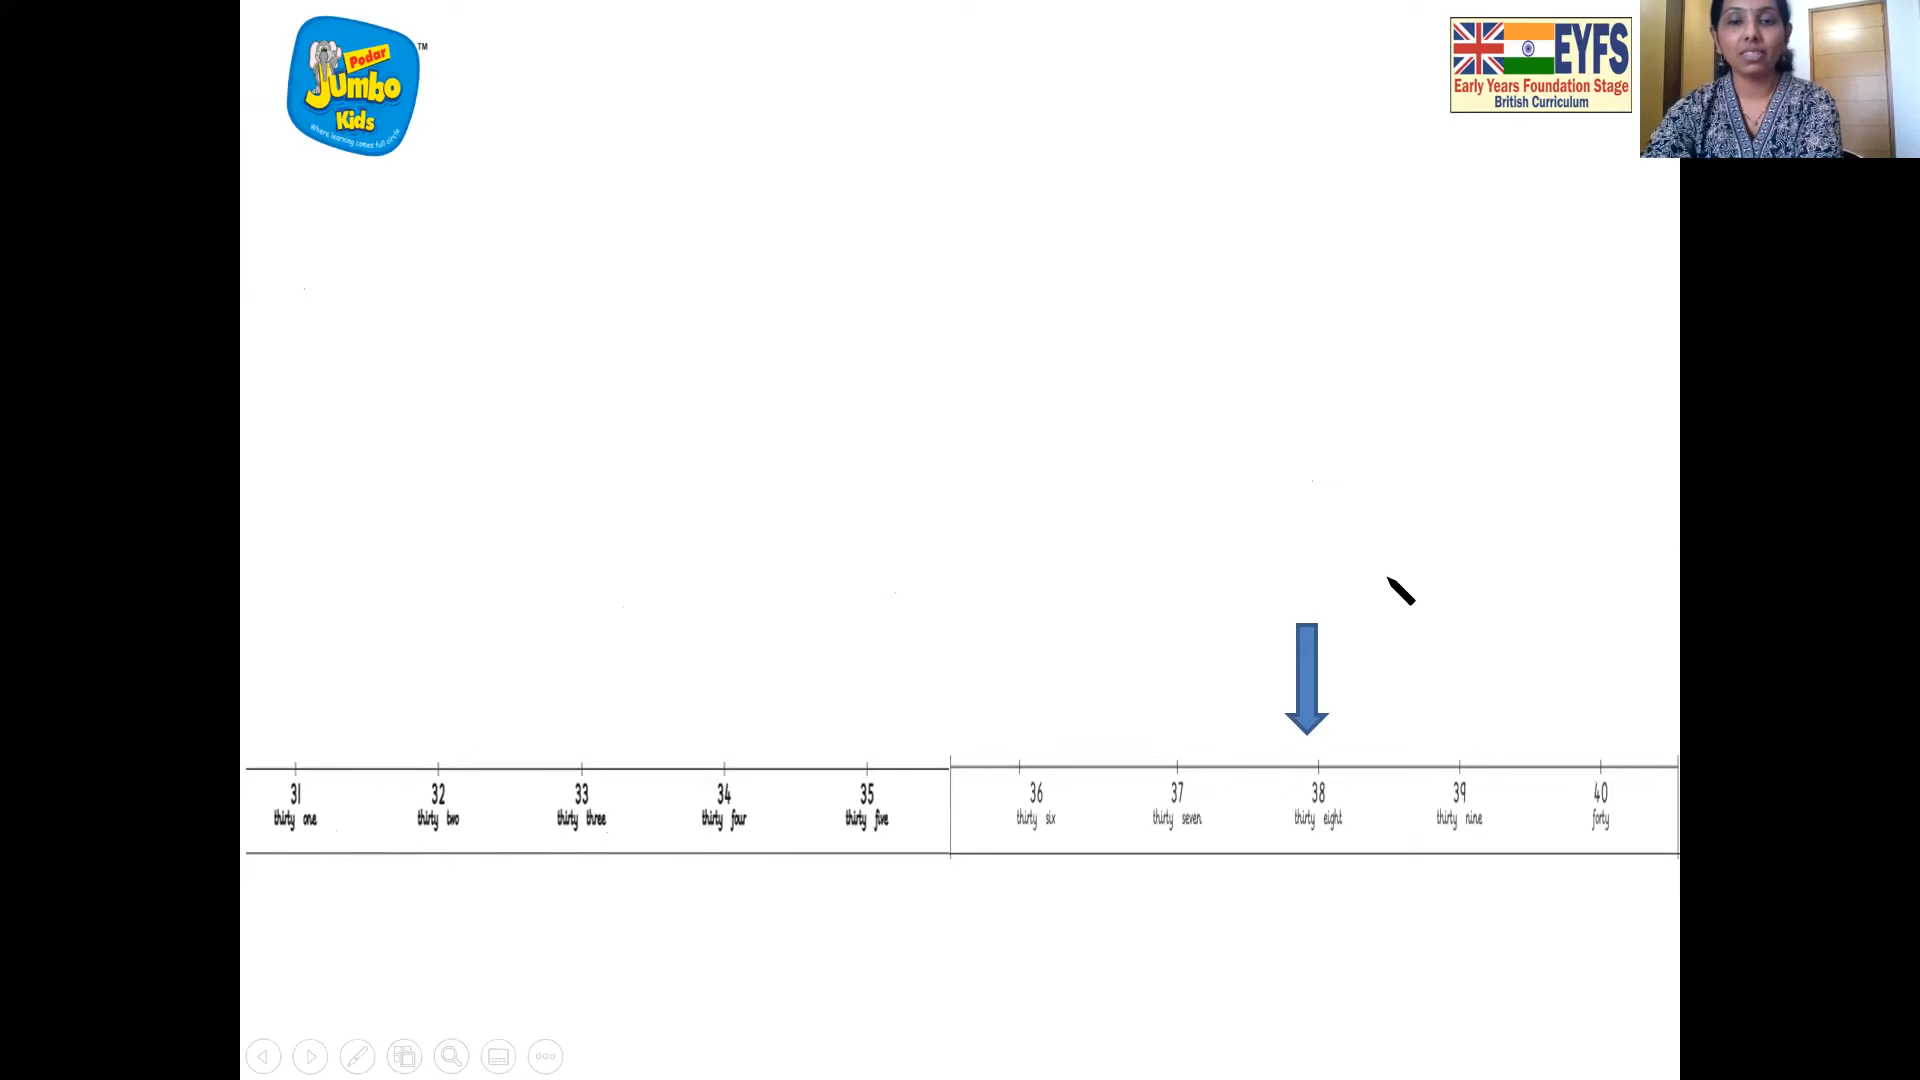 Podar
Jumbo
Kids
Where learning comes full circle
TM
EYFS
Early Years Foundation Stage
British Curriculum
31 32 33 34 35 36 37 38 39 40
thirty one thirty two thirty three thirty four thirty five thirty six thirty seven thirty eight thirty nine forty